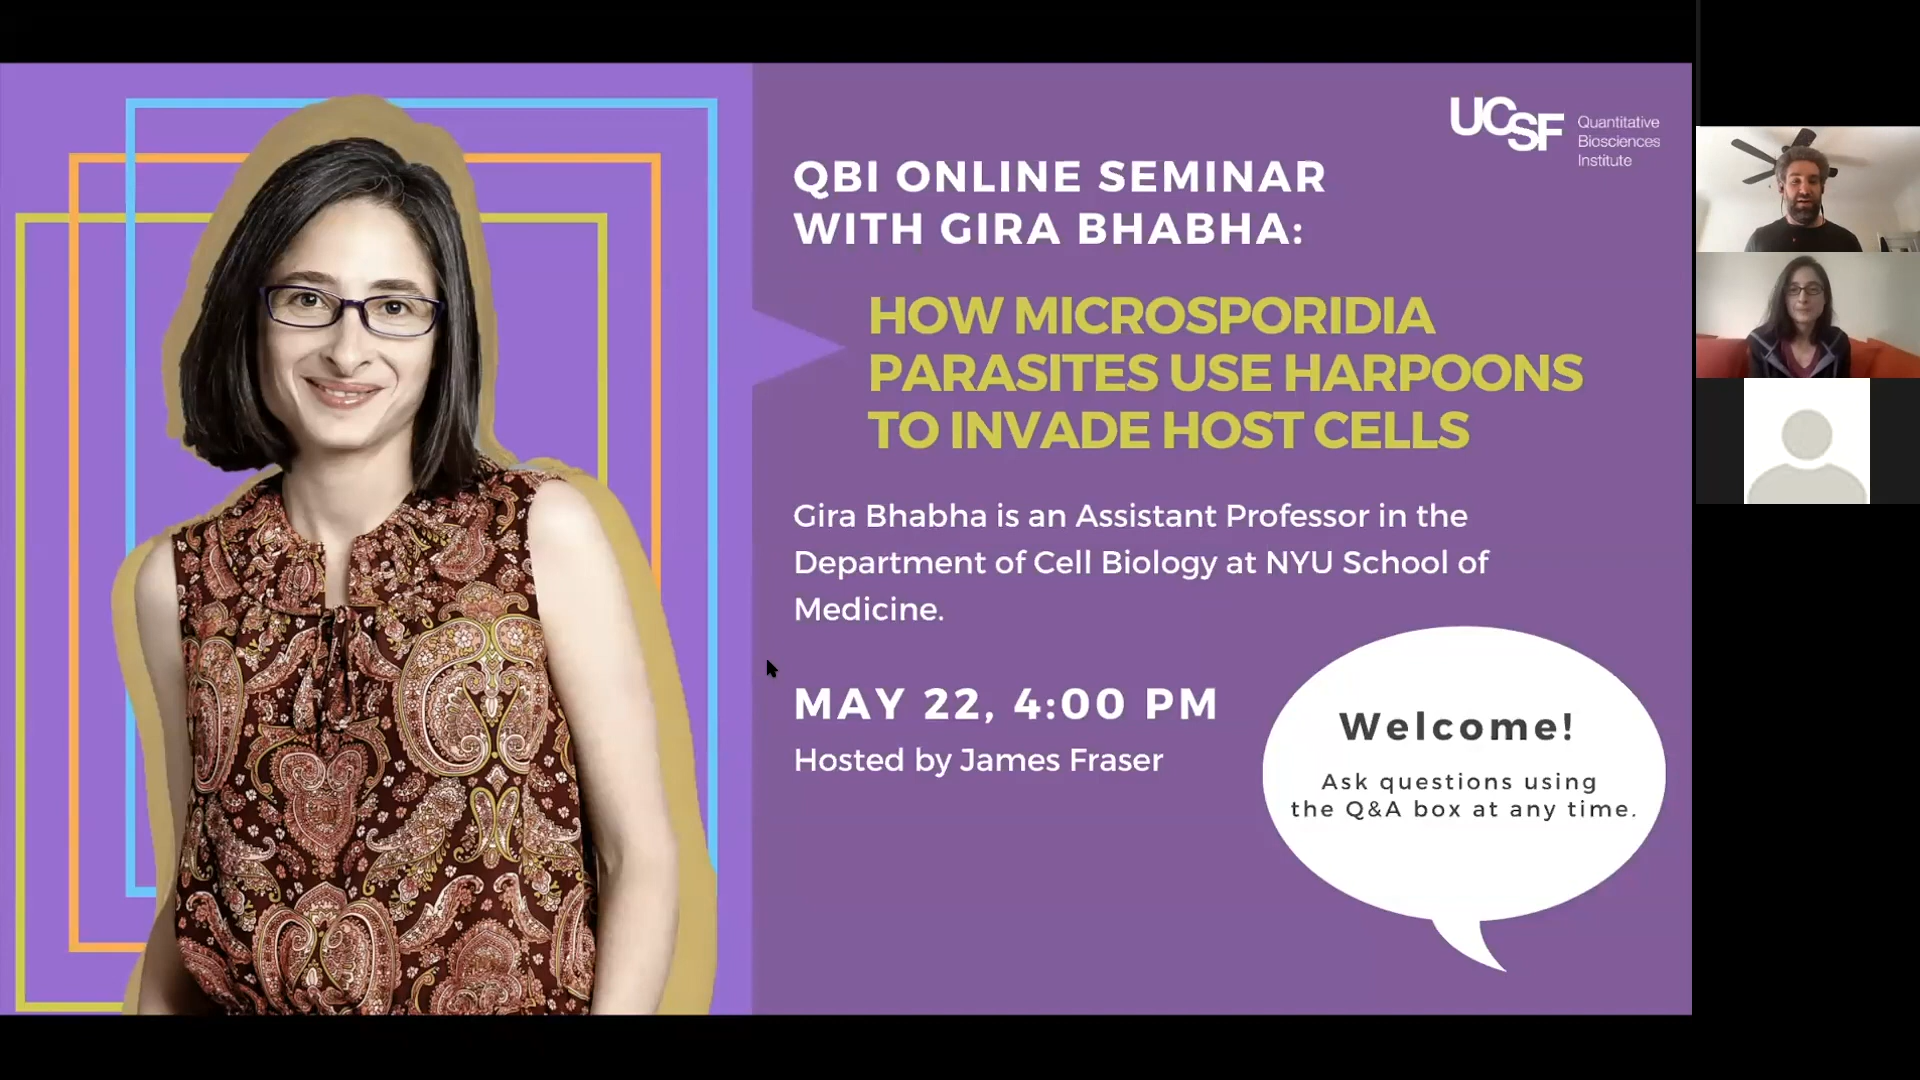 UCSF
Quantitative
Biosciences
Institute
QBI ONLINE SEMINAR
WITH GIRA BHABHA:
HOW MICROSPORIDIA
PARASITES USE HARPOONS
TO INVADE HOST CELLS
Gira Bhabha is an Assistant Professor in the
Department of Cell Biology at NYU School of
Medicine.
MAY 22, 4:00 PM
Hosted by James Fraser
Welcome!
Ask questions using
the Q&A box at any time.